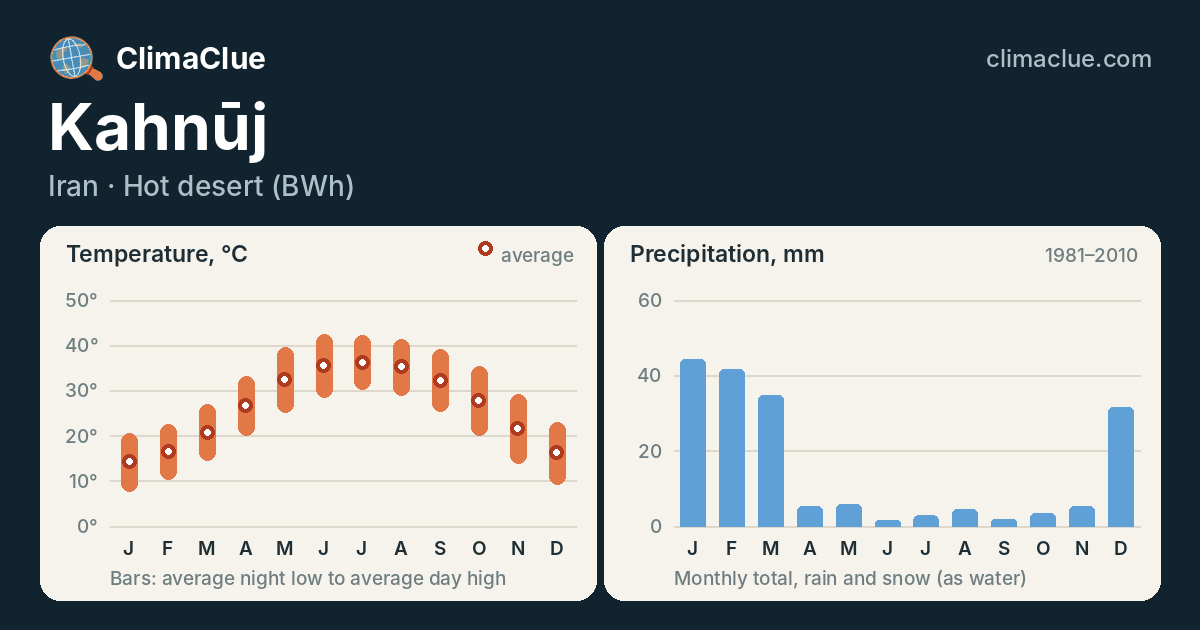 ClimaClue
climaclue.com
Kahnūj
Iran · Hot desert (BWh)
Temperature, °C
average
50°
40°
30°
20°
10°
0°
J F M A M J J A S O N D
Bars: average night low to average day high
Precipitation, mm
1981–2010
60
40
20
0
J F M A M J J A S O N D
Monthly total, rain and snow (as water)